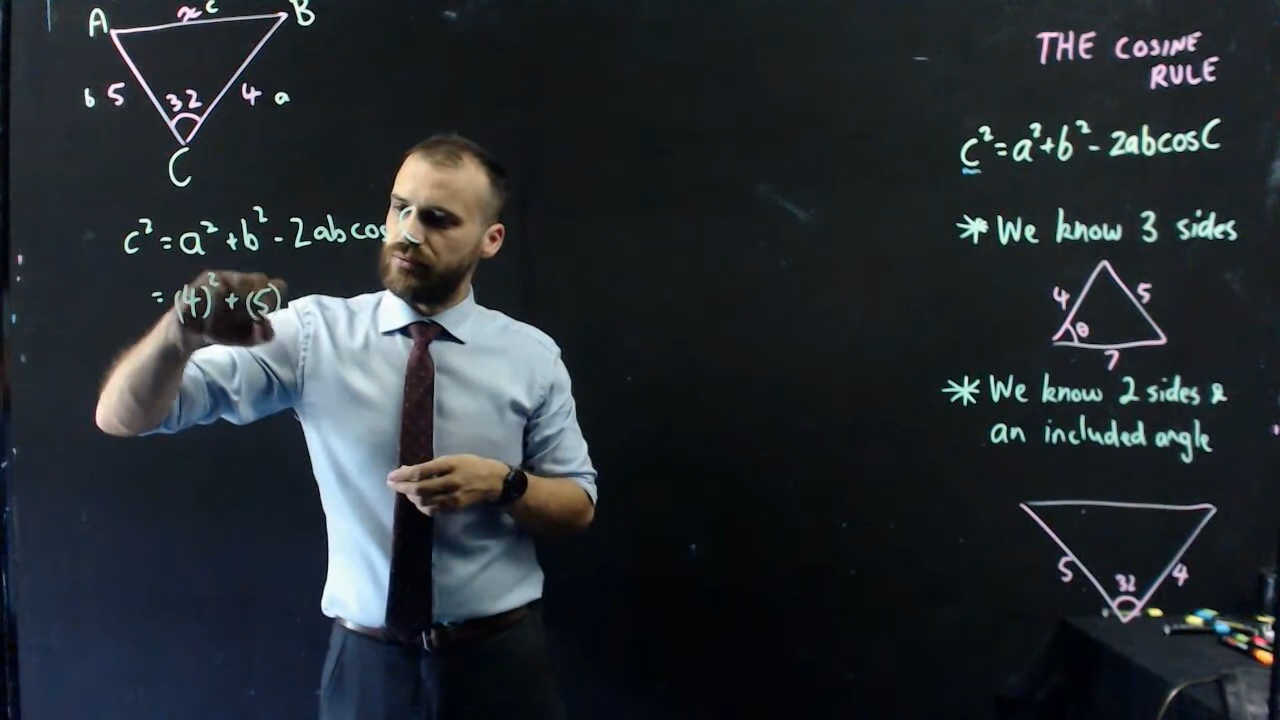 A x c B
b 5 32 4 a
C
c² = a² + b² - 2abcos
= (4)² + (5)
THE COSINE
RULE
c² = a² + b² - 2abcosC
* We know 3 sides
4 5
θ
7
* We know 2 sides &
an included angle
5 32 4